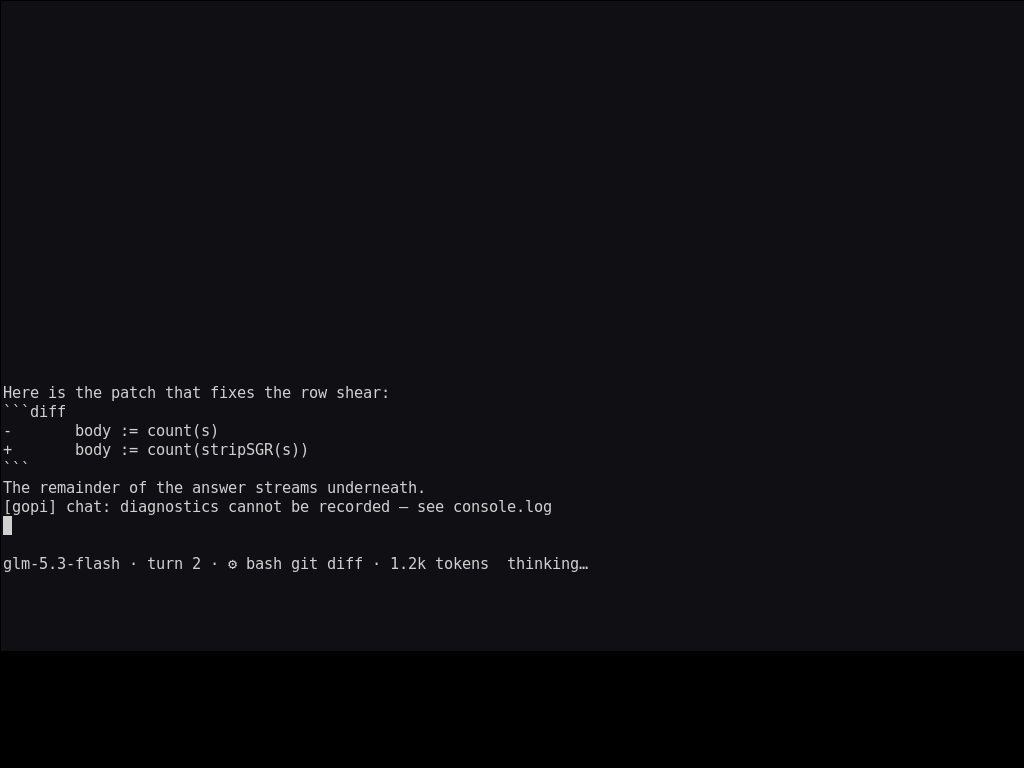 Here is the patch that fixes the row shear:
```diff
-       body := count(s)
+       body := count(stripSGR(s))
```
The remainder of the answer streams underneath.
[gopi] chat: diagnostics cannot be recorded — see console.log
glm-5.3-flash · turn 2 · ⚙ bash git diff · 1.2k tokens  thinking…